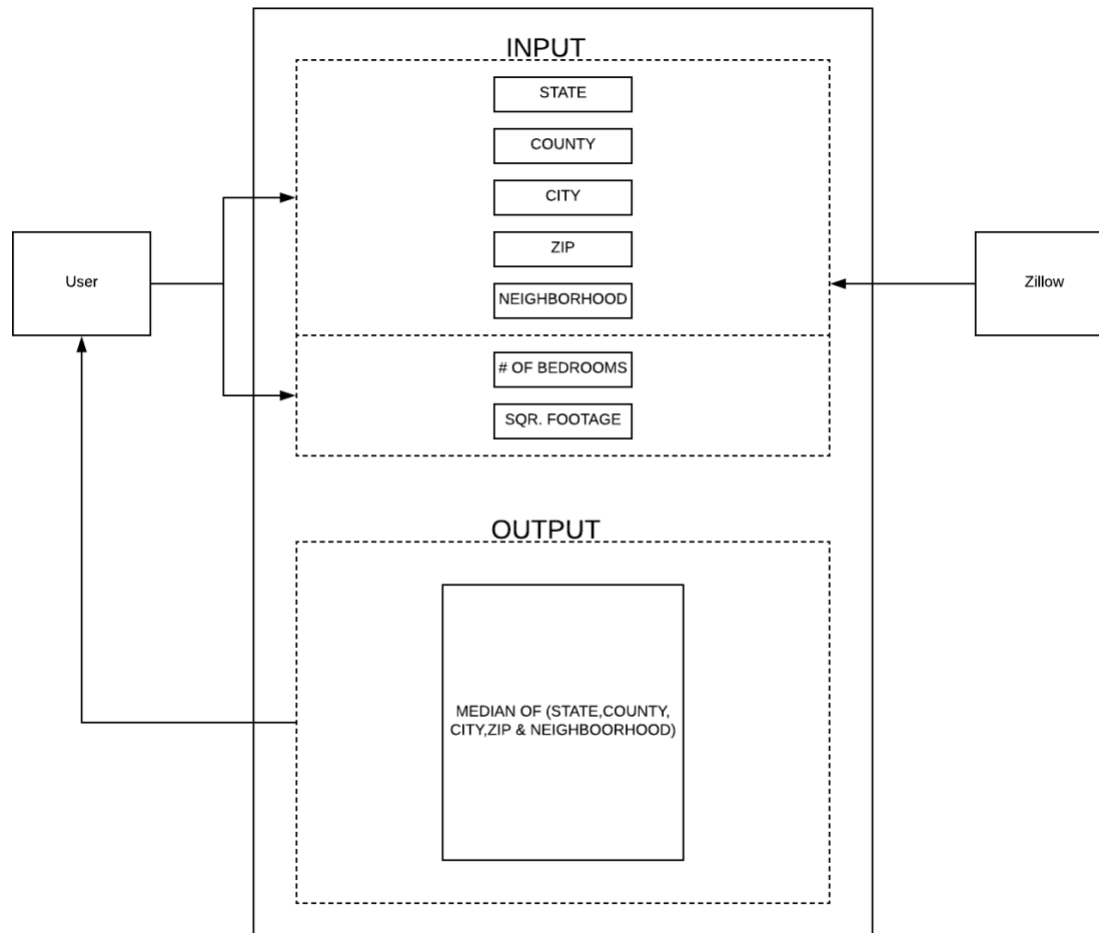 INPUT
STATE
COUNTY
CITY
ZIP
NEIGHBORHOOD
User
Zillow
# OF BEDROOMS
SQR. FOOTAGE
OUTPUT
MEDIAN OF (STATE,COUNTY,
CITY,ZIP & NEIGHBOORHOOD)